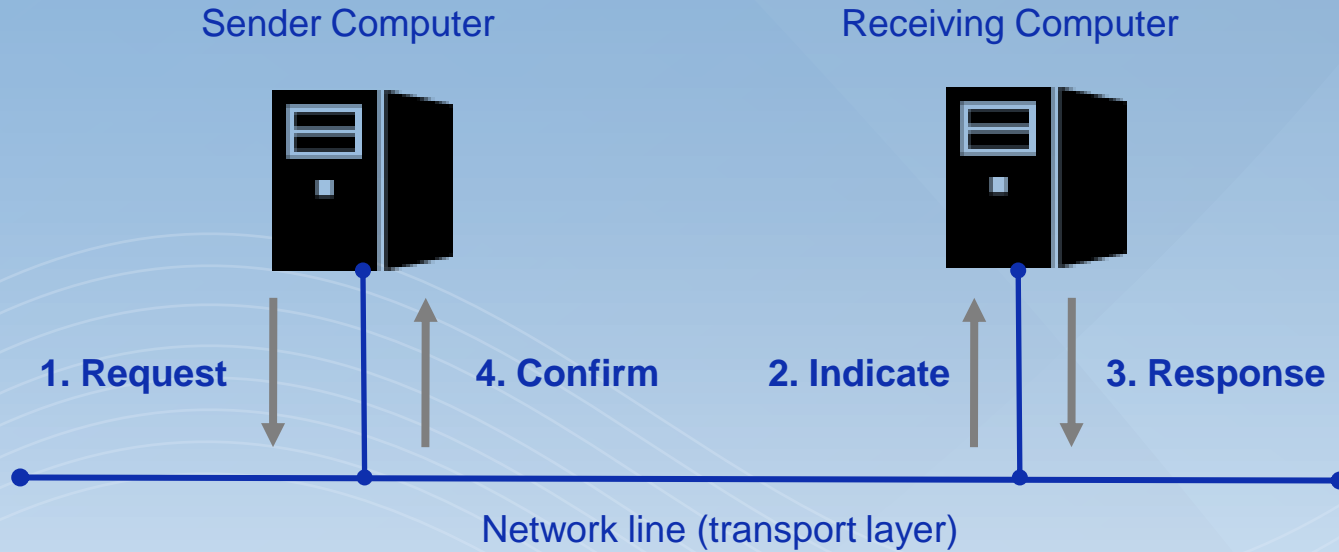 Sender Computer
Receiving Computer
1. Request
4. Confirm
2. Indicate
3. Response
Network line (transport layer)